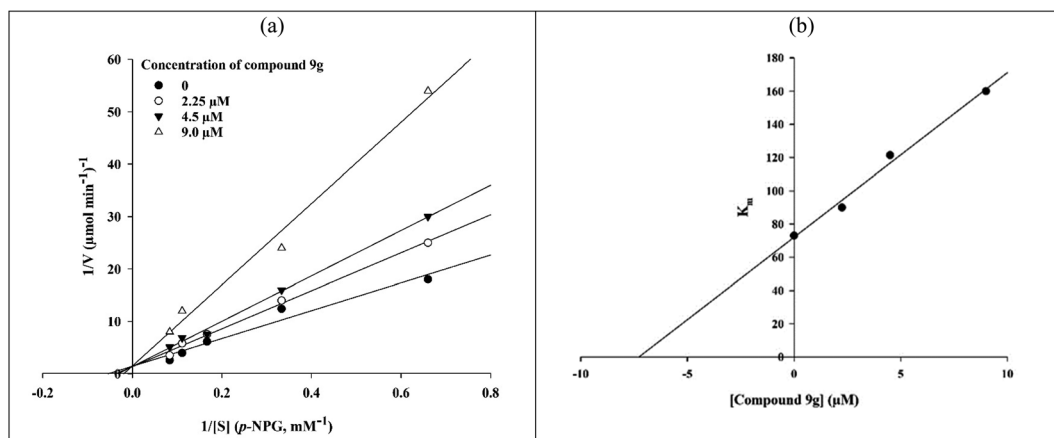 (a)
Concentration of compound 9g
0
2.25 µM
4.5 µM
9.0 µM
60
50
40
30
20
10
0
1/V (µmol min⁻¹)⁻¹
-0.2
0.0
0.2
0.4
0.6
0.8
1/[S] (p-NPG, mM⁻¹)
(b)
180
160
140
120
100
80
60
40
20
0
Km
-10
-5
0
5
10
[Compound 9g] (µM)